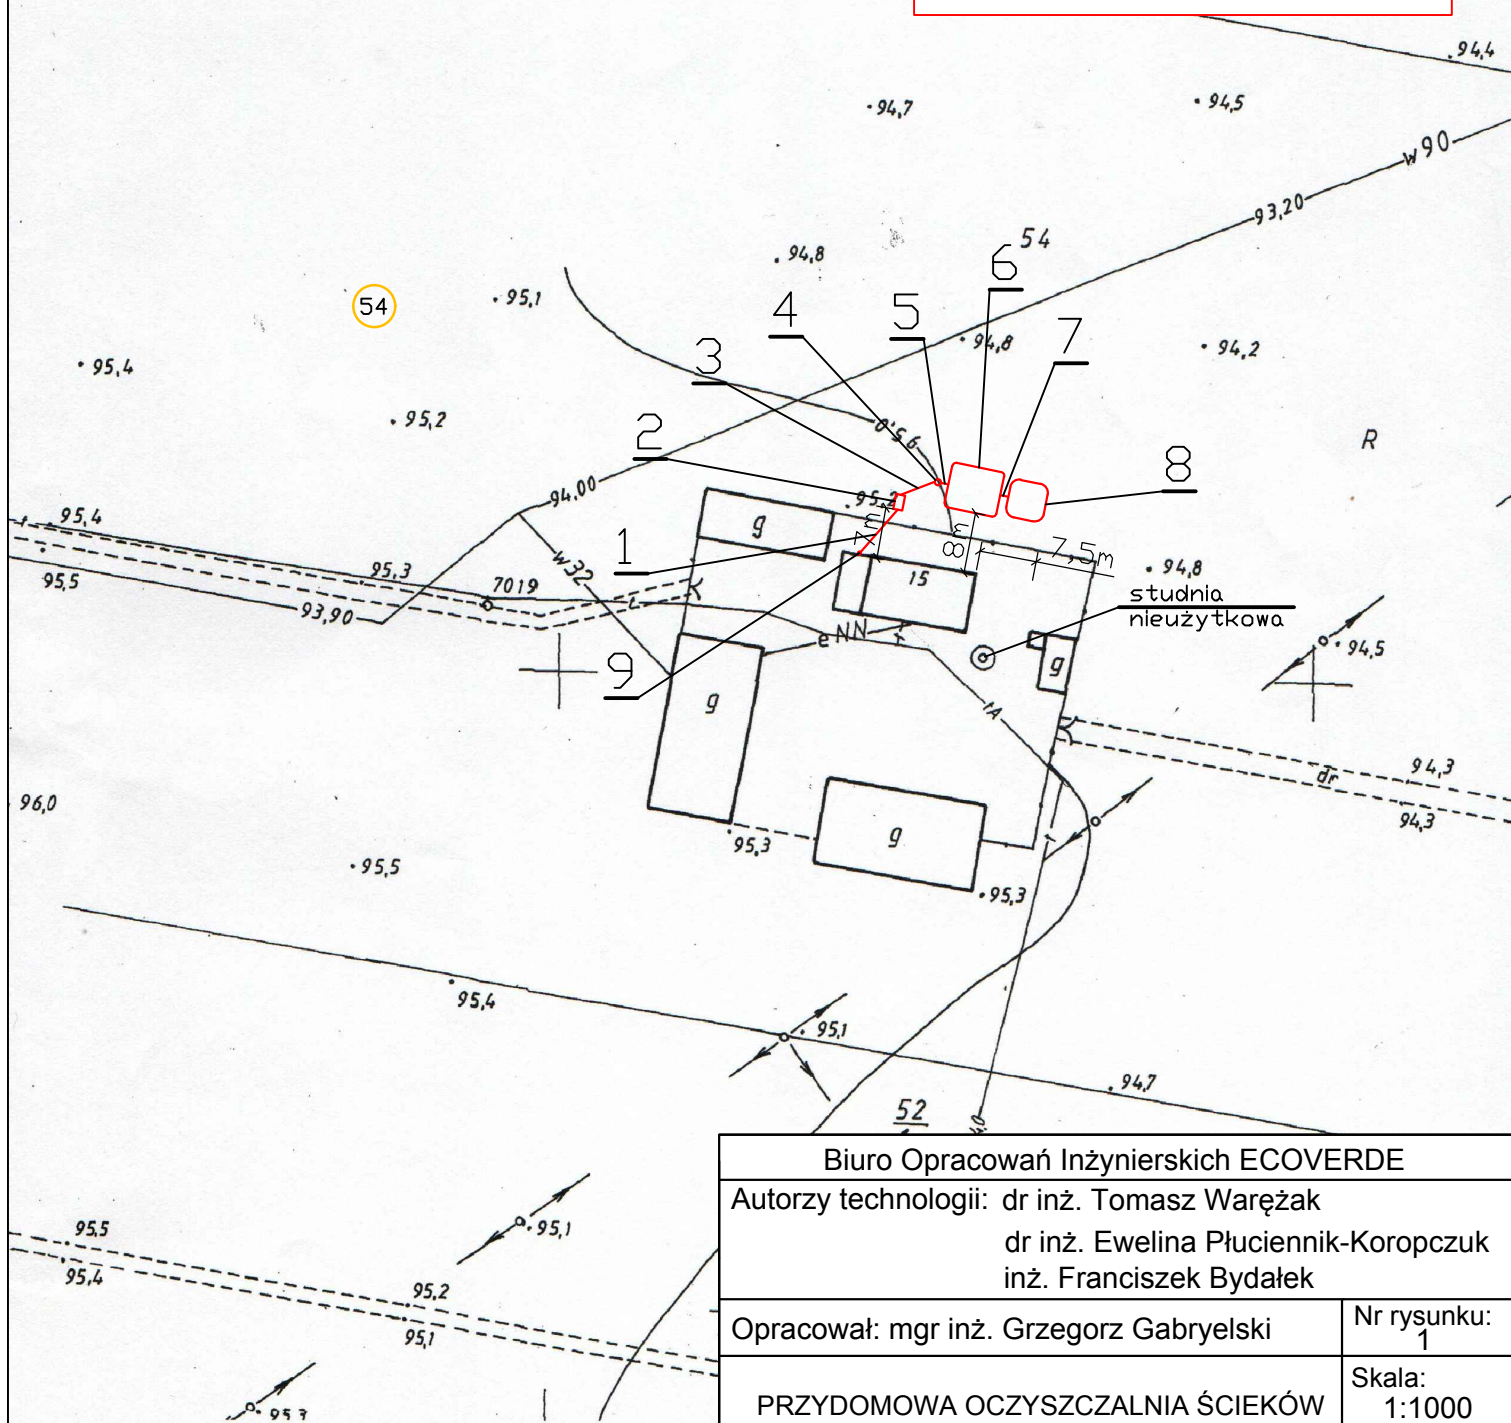 94,4
94,7
94,5
w90
93,20
54
94,8
6
54
95,1
4
5
94,8
7
94,2
3
95,4
95,2
2
95,0
R
8
94,00
95,2
g
7m
8m
7,5m
95,4
1
15
94,8
95,5
95,3
7019
w32
studnia
nieużytkowa
93,90
eNN
94,5
9
g
g
tA
94,3
dr
94,3
96,0
95,3
g
95,5
95,3
95,4
95,1
94,7
52
95,5
95,1
95,4
95,2
95,1
95,3
Biuro Opracowań Inżynierskich ECOVERDE
Autorzy technologii: dr inż. Tomasz Warężak
dr inż. Ewelina Płuciennik-Koropczuk
inż. Franciszek Bydałek
Opracował: mgr inż. Grzegorz Gabryelski
Nr rysunku:
1
PRZYDOMOWA OCZYSZCZALNIA ŚCIEKÓW
Skala:
1:1000